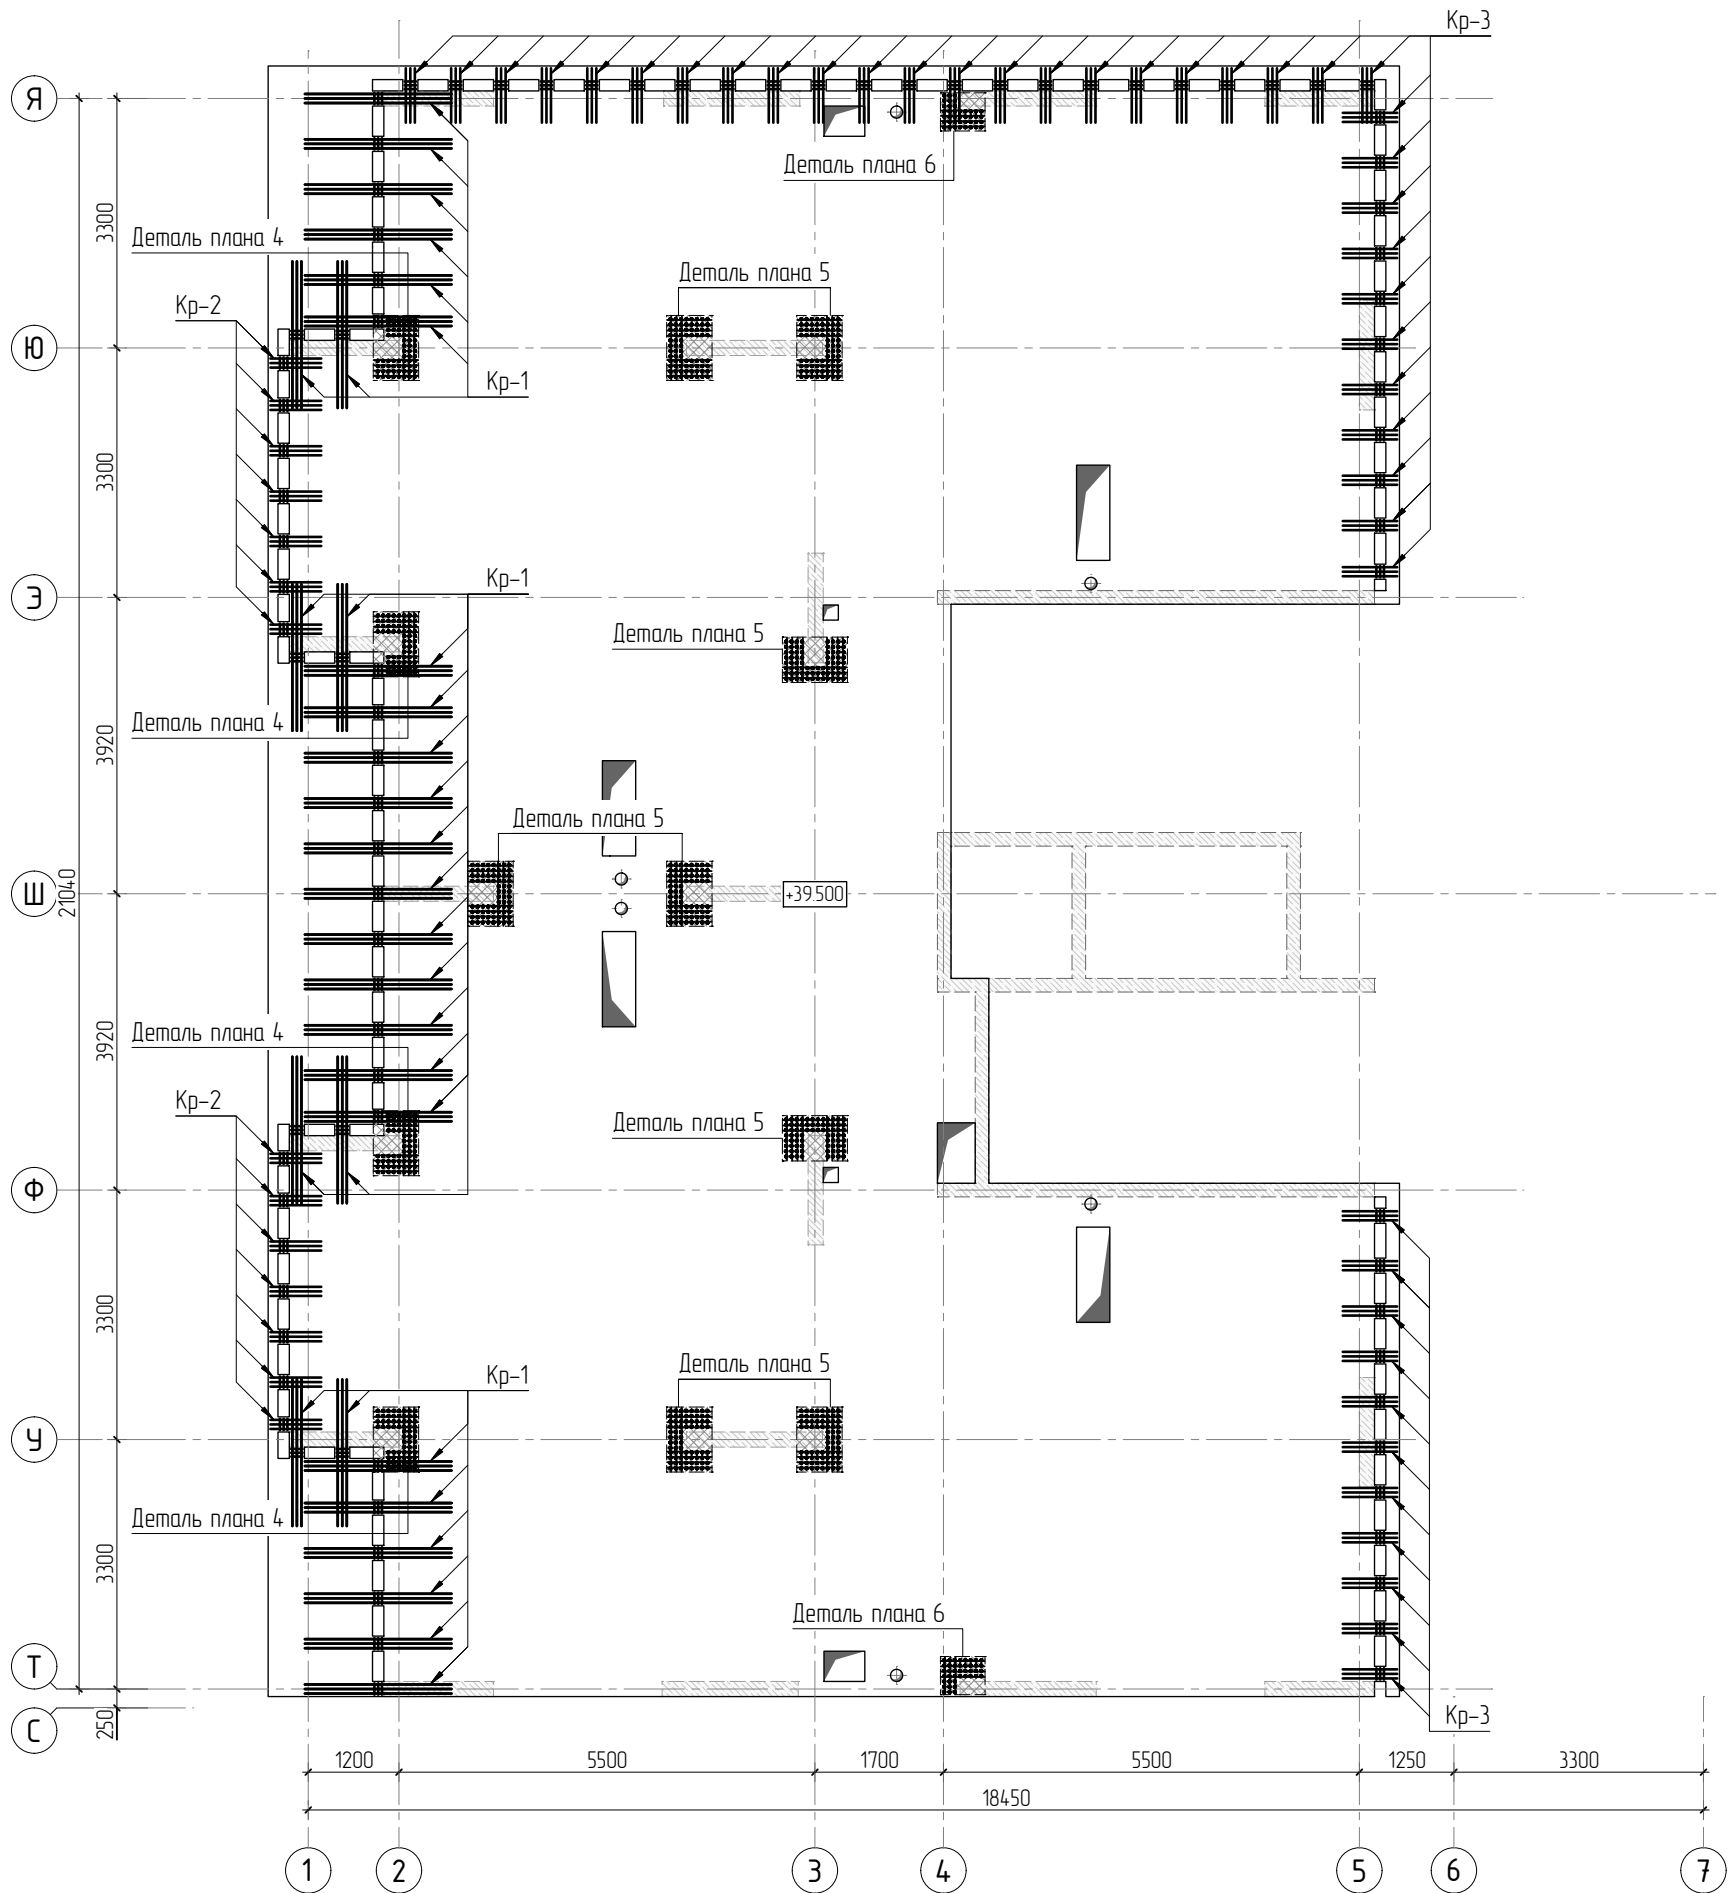 Кр-3
Я
Деталь плана 6
3300
Деталь плана 4
Деталь плана 5
Кр-2
Ю
Кр-1
3300
Кр-1
Э
Деталь плана 5
Деталь плана 4
3920
Деталь плана 5
Ш
21040
+39.500
Деталь плана 4
3920
Кр-2
Деталь плана 5
Ф
3300
Деталь плана 5
Кр-1
У
Деталь плана 4
3300
Деталь плана 6
Т
С
250
Кр-3
1200
5500
1700
5500
1250
3300
18450
1
2
3
4
5
6
7